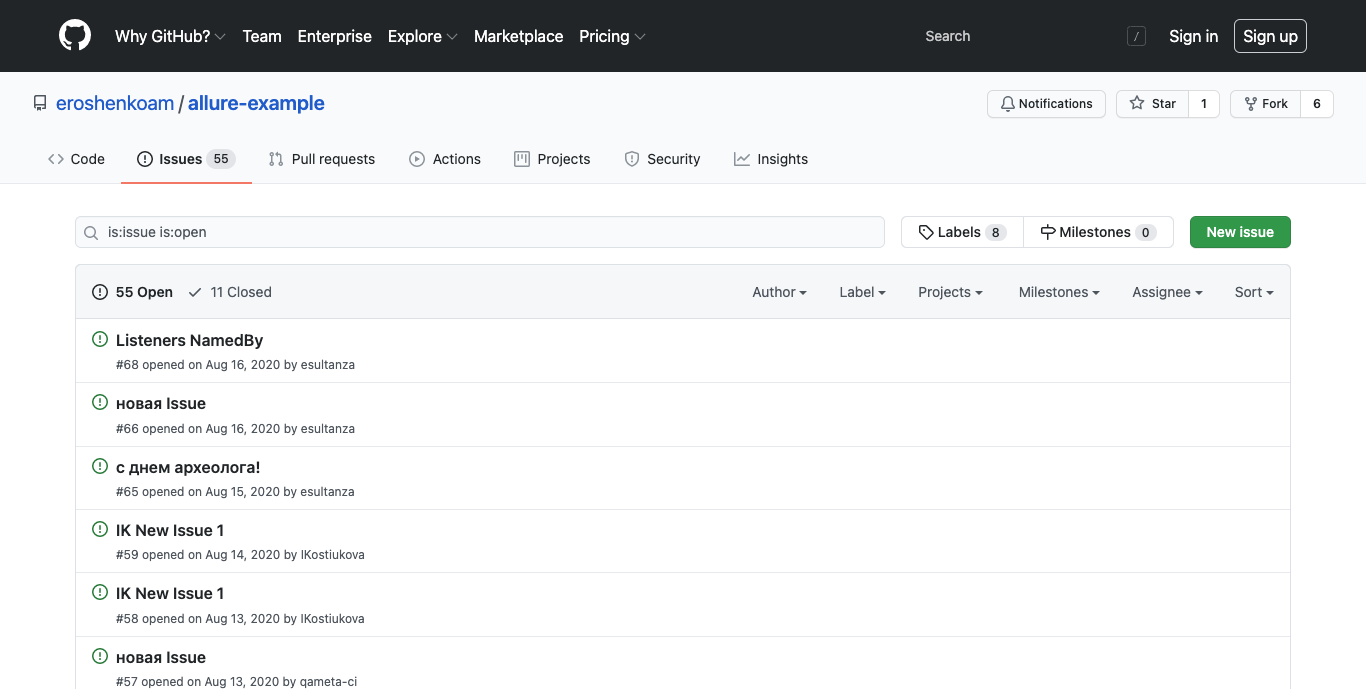 Why GitHub? Team Enterprise Explore Marketplace Pricing Search / Sign in Sign up
eroshenkoam / allure-example Notifications Star 1 Fork 6
Code Issues 55 Pull requests Actions Projects Security Insights
is:issue is:open Labels 8 Milestones 0 New issue
55 Open 11 Closed Author Label Projects Milestones Assignee Sort
Listeners NamedBy
#68 opened on Aug 16, 2020 by esultanza
новая Issue
#66 opened on Aug 16, 2020 by esultanza
с днем археолога!
#65 opened on Aug 15, 2020 by esultanza
IK New Issue 1
#59 opened on Aug 14, 2020 by IKostiukova
IK New Issue 1
#58 opened on Aug 13, 2020 by IKostiukova
новая Issue
#57 opened on Aug 13, 2020 by qameta-ci